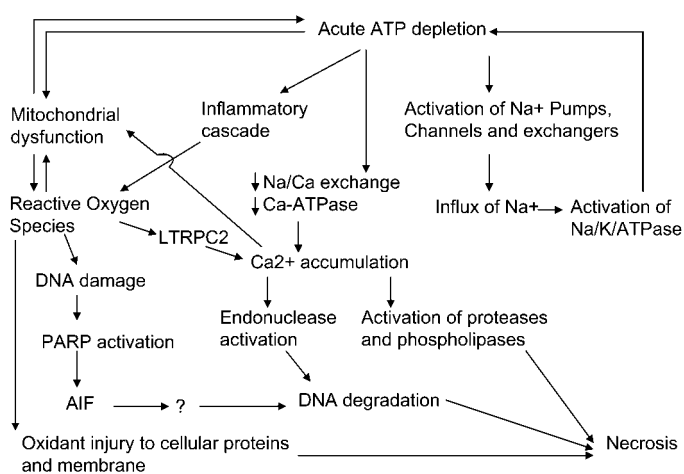 Acute ATP depletion
Mitochondrial
dysfunction
Inflammatory
cascade
Activation of Na+ Pumps,
Channels and exchangers
Na/Ca exchange
Ca-ATPase
Reactive Oxygen
Species
Influx of Na+
Activation of
Na/K/ATPase
LTRPC2
Ca2+ accumulation
DNA damage
Endonuclease
activation
Activation of proteases
and phospholipases
PARP activation
AIF
?
DNA degradation
Oxidant injury to cellular proteins
and membrane
Necrosis